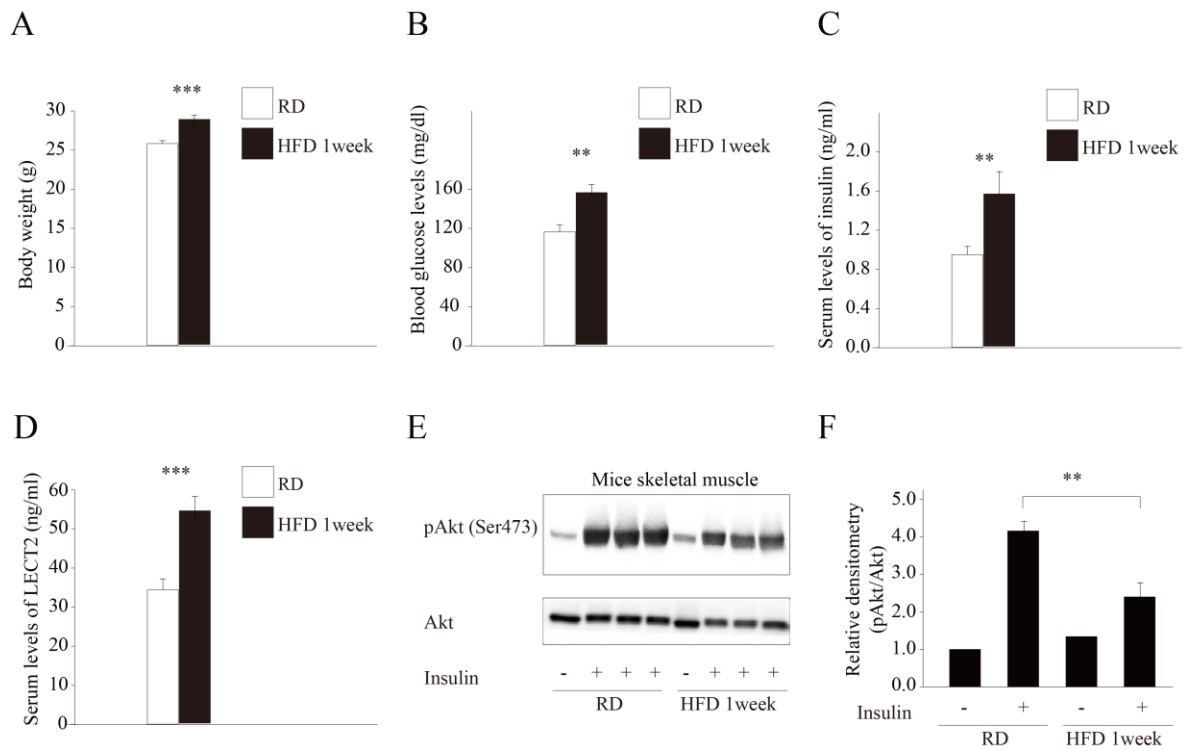 A
Body weight (g)
30
25
20
15
10
5
0
***
RD
HFD 1week
B
Blood glucose levels (mg/dl)
160
120
80
40
0
**
RD
HFD 1week
C
Serum levels of insulin (ng/ml)
2.0
1.6
1.2
0.8
0.4
0.0
**
RD
HFD 1week
D
Serum levels of LECT2 (ng/ml)
60
50
40
30
20
10
0
***
RD
HFD 1week
E
Mice skeletal muscle
pAkt (Ser473)
Akt
Insulin - + + + - + + +
RD HFD 1week
F
Relative densitometry
(pAkt/Akt)
5.0
4.0
3.0
2.0
1.0
0.0
**
Insulin - + - +
RD HFD 1week